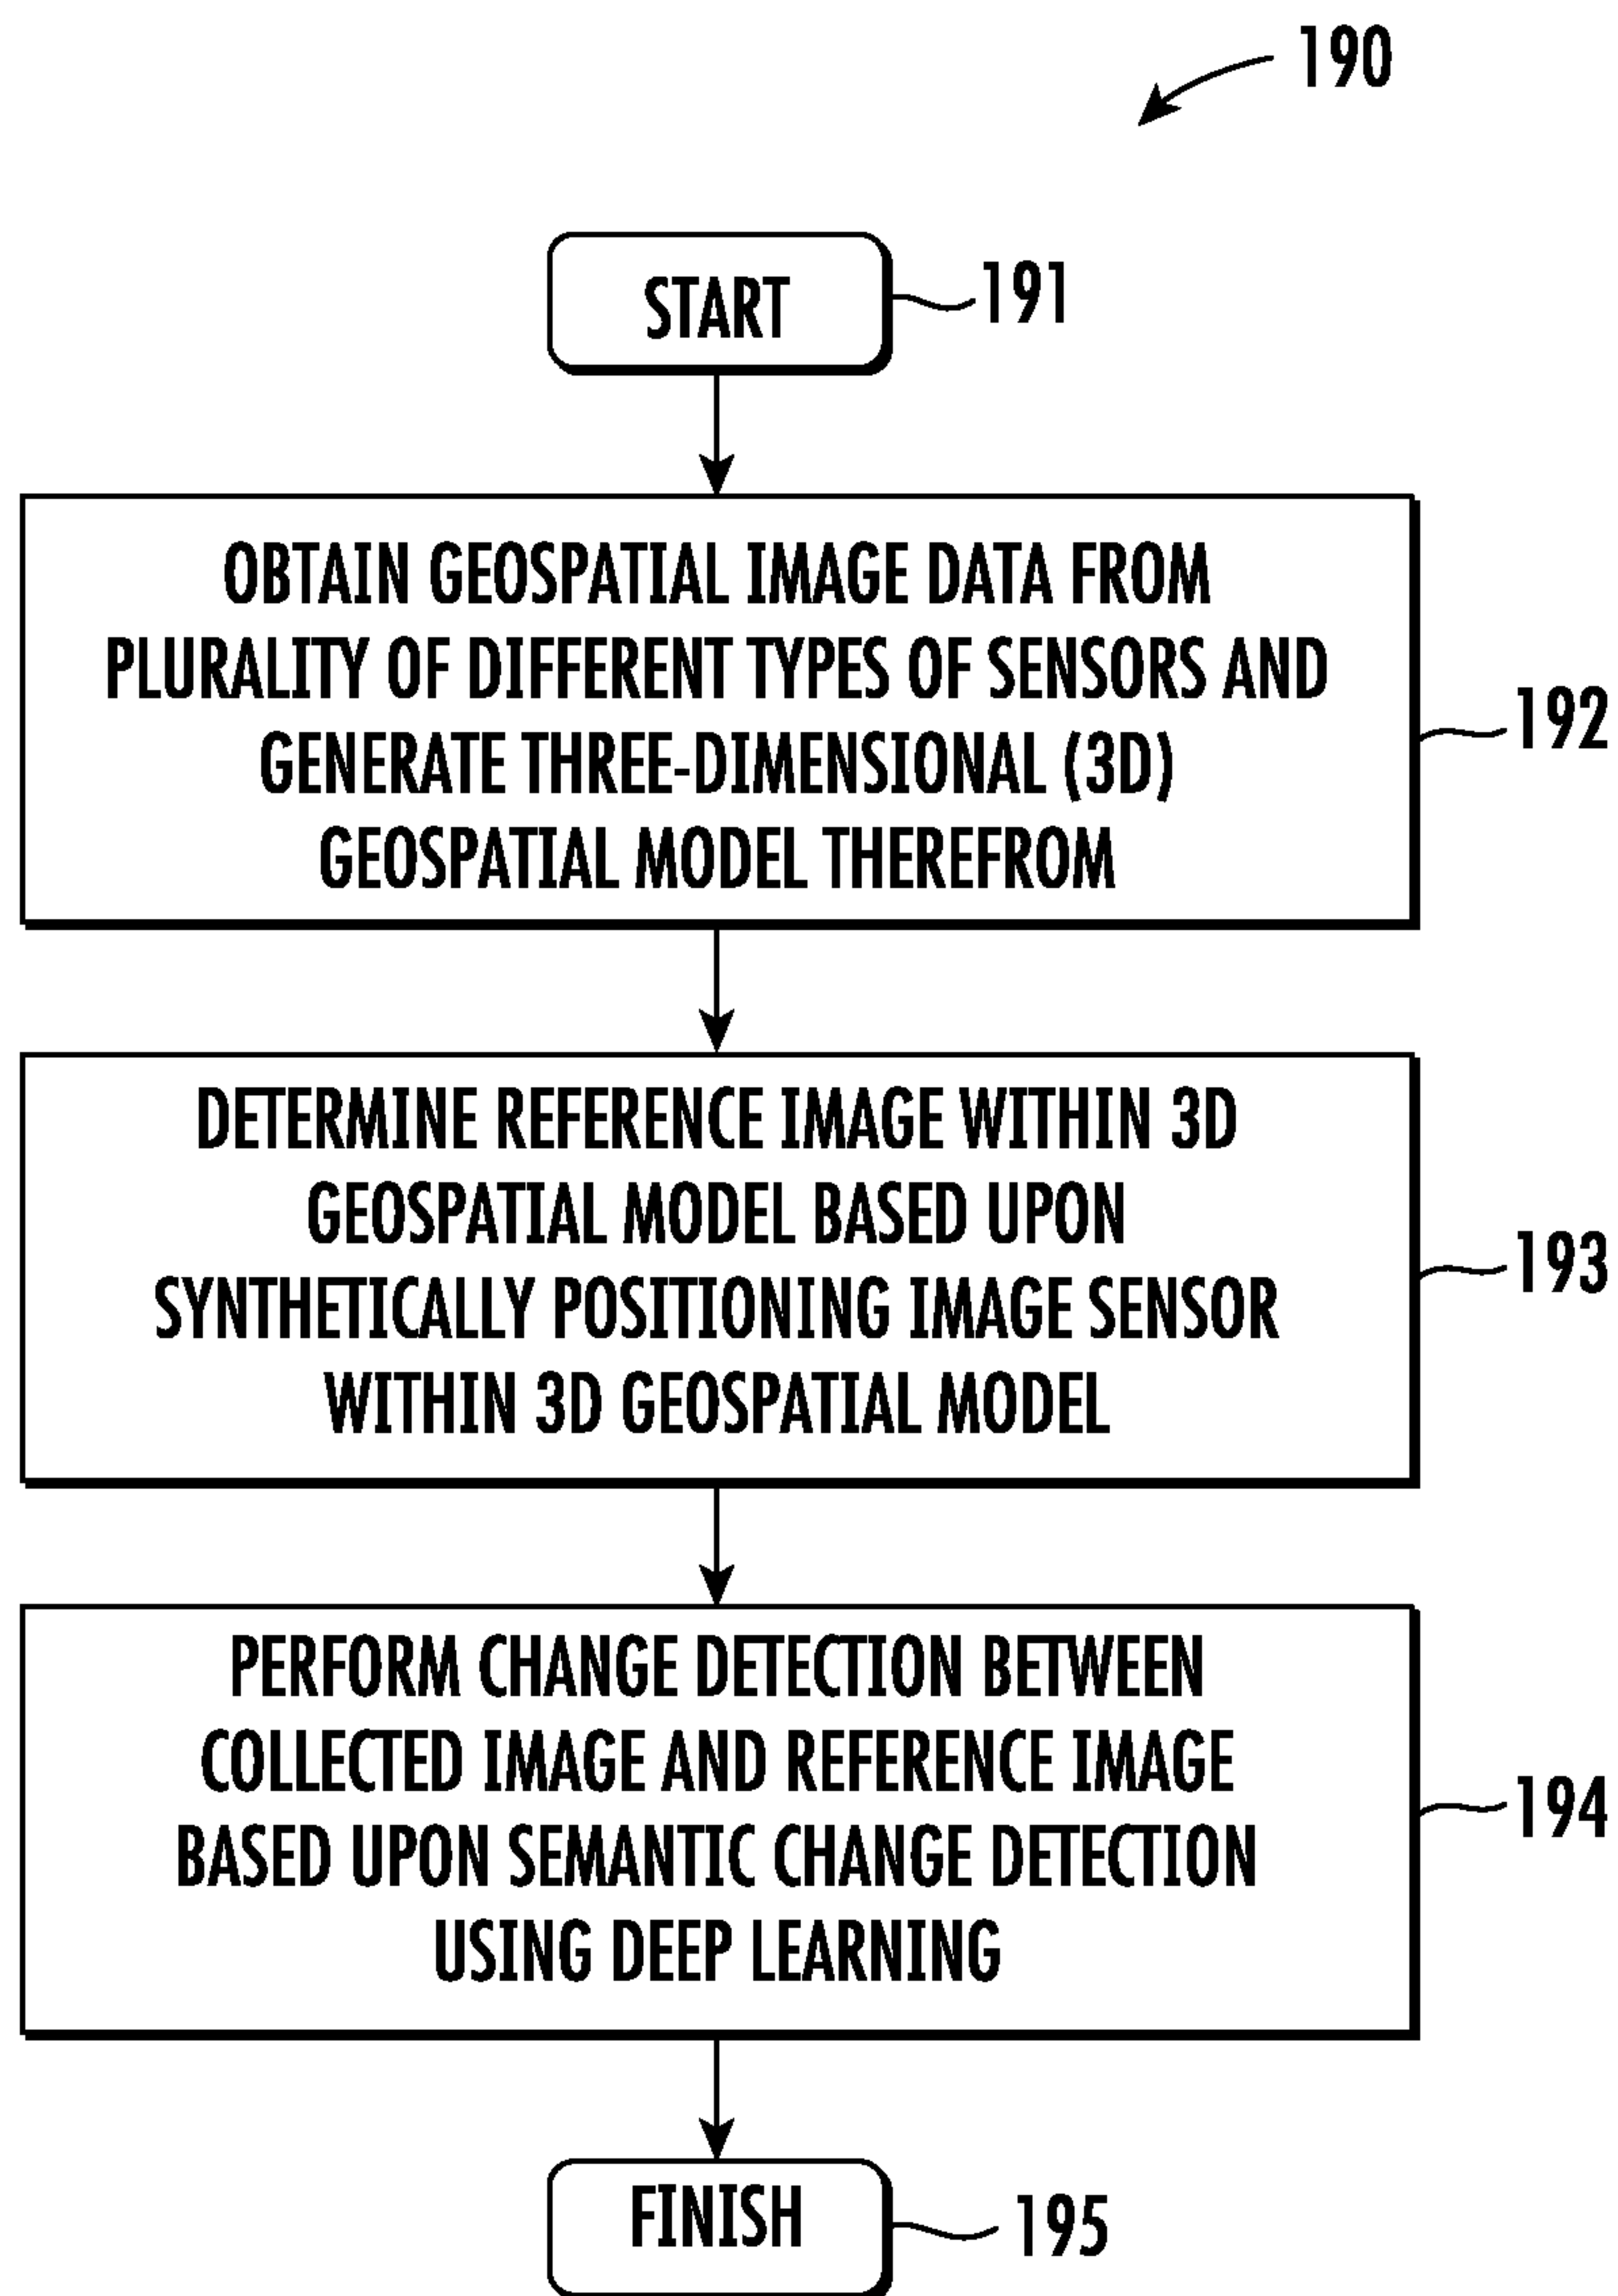 190
START
191
OBTAIN GEOSPATIAL IMAGE DATA FROM
PLURALITY OF DIFFERENT TYPES OF SENSORS AND
GENERATE THREE-DIMENSIONAL (3D)
GEOSPATIAL MODEL THEREFROM
192
DETERMINE REFERENCE IMAGE WITHIN 3D
GEOSPATIAL MODEL BASED UPON
SYNTHETICALLY POSITIONING IMAGE SENSOR
WITHIN 3D GEOSPATIAL MODEL
193
PERFORM CHANGE DETECTION BETWEEN
COLLECTED IMAGE AND REFERENCE IMAGE
BASED UPON SEMANTIC CHANGE DETECTION
USING DEEP LEARNING
194
FINISH
195